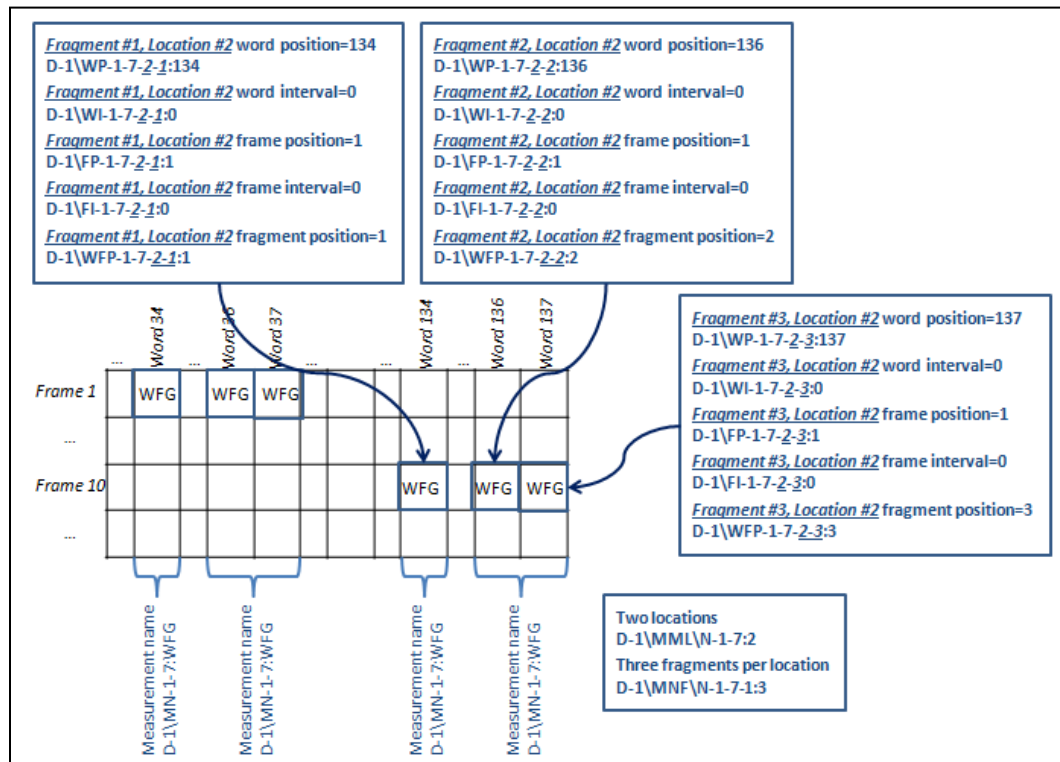 Fragment #1, Location #2 word position=134
D-1\WP-1-7-2-1:134
Fragment #1, Location #2 word interval=0
D-1\WI-1-7-2-1:0
Fragment #1, Location #2 frame position=1
D-1\FP-1-7-2-1:1
Fragment #1, Location #2 frame interval=0
D-1\FI-1-7-2-1:0
Fragment #1, Location #2 fragment position=1
D-1\WFP-1-7-2-1:1
Fragment #2, Location #2 word position=136
D-1\WP-1-7-2-2:136
Fragment #2, Location #2 word interval=0
D-1\WI-1-7-2-2:0
Fragment #2, Location #2 frame position=1
D-1\FP-1-7-2-2:1
Fragment #2, Location #2 frame interval=0
D-1\FI-1-7-2-2:0
Fragment #2, Location #2 fragment position=2
D-1\WFP-1-7-2-2:2
Fragment #3, Location #2 word position=137
D-1\WP-1-7-2-3:137
Fragment #3, Location #2 word interval=0
D-1\WI-1-7-2-3:0
Fragment #3, Location #2 frame position=1
D-1\FP-1-7-2-3:1
Fragment #3, Location #2 frame interval=0
D-1\FI-1-7-2-3:0
Fragment #3, Location #2 fragment position=3
D-1\WFP-1-7-2-3:3
... Word 34 ... Word 36 Word 37 ... ... Word 134 ... Word 136 Word 137
Frame 1 WFG WFG WFG
...
Frame 10 WFG WFG WFG
...
Measurement name
D-1\MN-1-7:WFG
Measurement name
D-1\MN-1-7:WFG
Measurement name
D-1\MN-1-7:WFG
Measurement name
D-1\MN-1-7:WFG
Two locations
D-1\MML\N-1-7:2
Three fragments per location
D-1\MNF\N-1-7-1:3